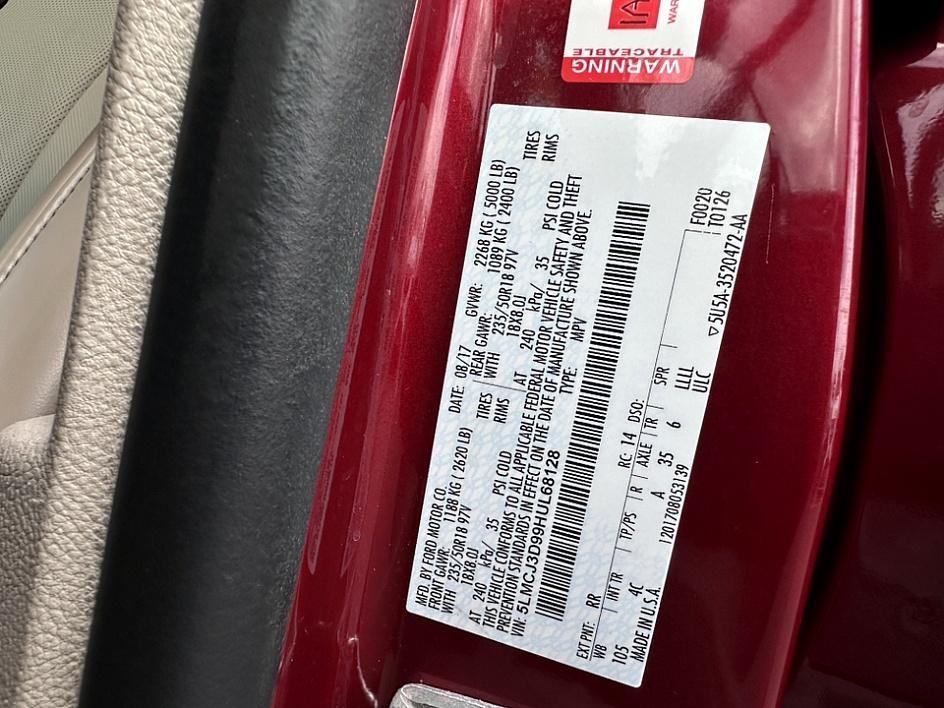 WARNING
TRACEABLE
MFD. BY FORD MOTOR CO.
DATE: 08/17 GVWR: 2268 KG ( 5000 LB)
FRONT GAWR: 1188 KG ( 2620 LB) REAR GAWR: 1089 KG ( 2400 LB)
WITH 235/50R18 97V TIRES WITH 235/50R18 97V TIRES
18X8.0J RIMS 18X8.0J RIMS
AT 240 kPa/ 35 PSI COLD AT 240 kPa/ 35 PSI COLD
THIS VEHICLE CONFORMS TO ALL APPLICABLE FEDERAL MOTOR VEHICLE SAFETY AND THEFT
PREVENTION STANDARDS IN EFFECT ON THE DATE OF MANUFACTURE SHOWN ABOVE.
VIN: 5LMCJ3D99HUL68128 TYPE: MPV
EXT PNT: RR RC: 14 DSO: F0020
WB INT TR TP/PS R AXLE TR SPR T0126
105 4C A 35 6 LLLL
MADE IN U.S.A. 1201708053139 ULC
▽5U5A-3520472-AA